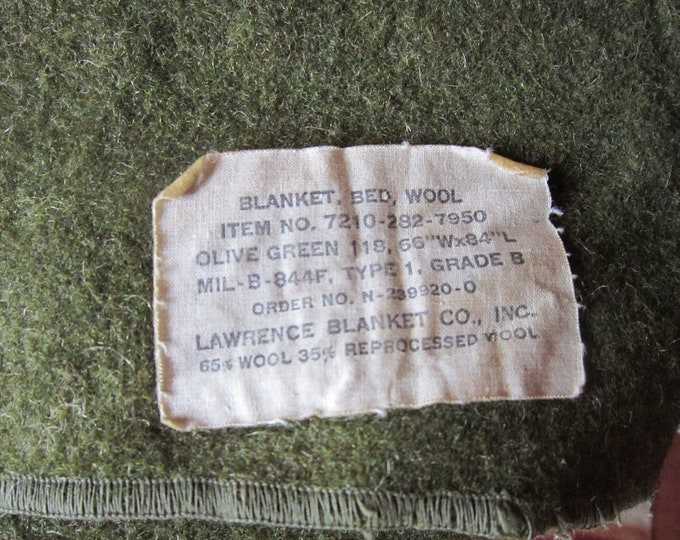 BLANKET, BED, WOOL
ITEM NO. 7210-282-7950
OLIVE GREEN 118, 66"Wx84"L
MIL-B-844F, TYPE 1, GRADE B
ORDER NO. N-239920-O
LAWRENCE BLANKET CO., INC.
65% WOOL 35% REPROCESSED WOOL